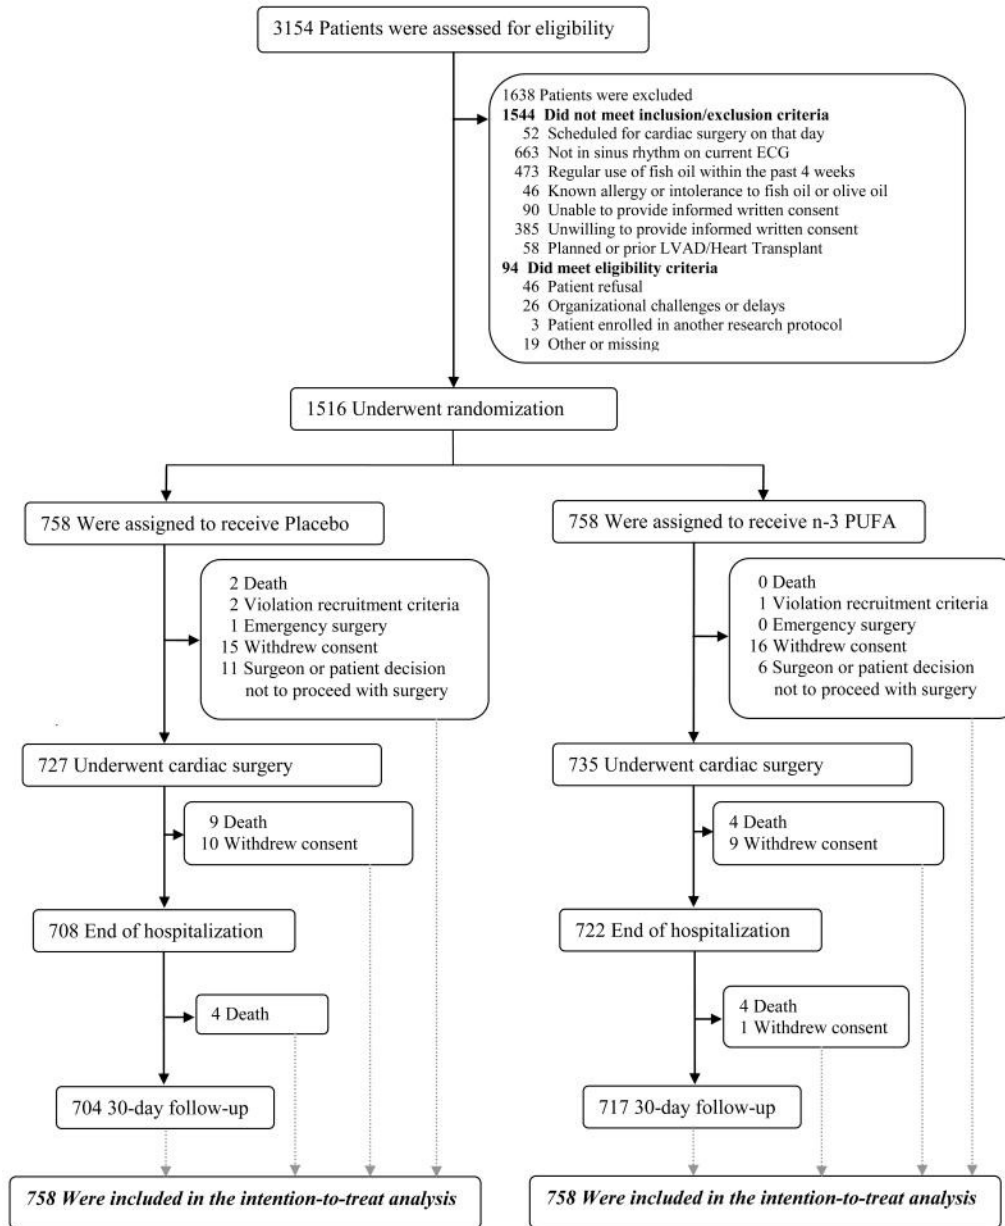 3154 Patients were assessed for eligibility
1638 Patients were excluded
1544 Did not meet inclusion/exclusion criteria
52 Scheduled for cardiac surgery on that day
663 Not in sinus rhythm on current ECG
473 Regular use of fish oil within the past 4 weeks
46 Known allergy or intolerance to fish oil or olive oil
90 Unable to provide informed written consent
385 Unwilling to provide informed written consent
58 Planned or prior LVAD/Heart Transplant
94 Did meet eligibility criteria
46 Patient refusal
26 Organizational challenges or delays
3 Patient enrolled in another research protocol
19 Other or missing
1516 Underwent randomization
758 Were assigned to receive Placebo
2 Death
2 Violation recruitment criteria
1 Emergency surgery
15 Withdrew consent
11 Surgeon or patient decision
not to proceed with surgery
727 Underwent cardiac surgery
9 Death
10 Withdrew consent
708 End of hospitalization
4 Death
704 30-day follow-up
758 Were included in the intention-to-treat analysis
758 Were assigned to receive n-3 PUFA
0 Death
1 Violation recruitment criteria
0 Emergency surgery
16 Withdrew consent
6 Surgeon or patient decision
not to proceed with surgery
735 Underwent cardiac surgery
4 Death
9 Withdrew consent
722 End of hospitalization
4 Death
1 Withdrew consent
717 30-day follow-up
758 Were included in the intention-to-treat analysis